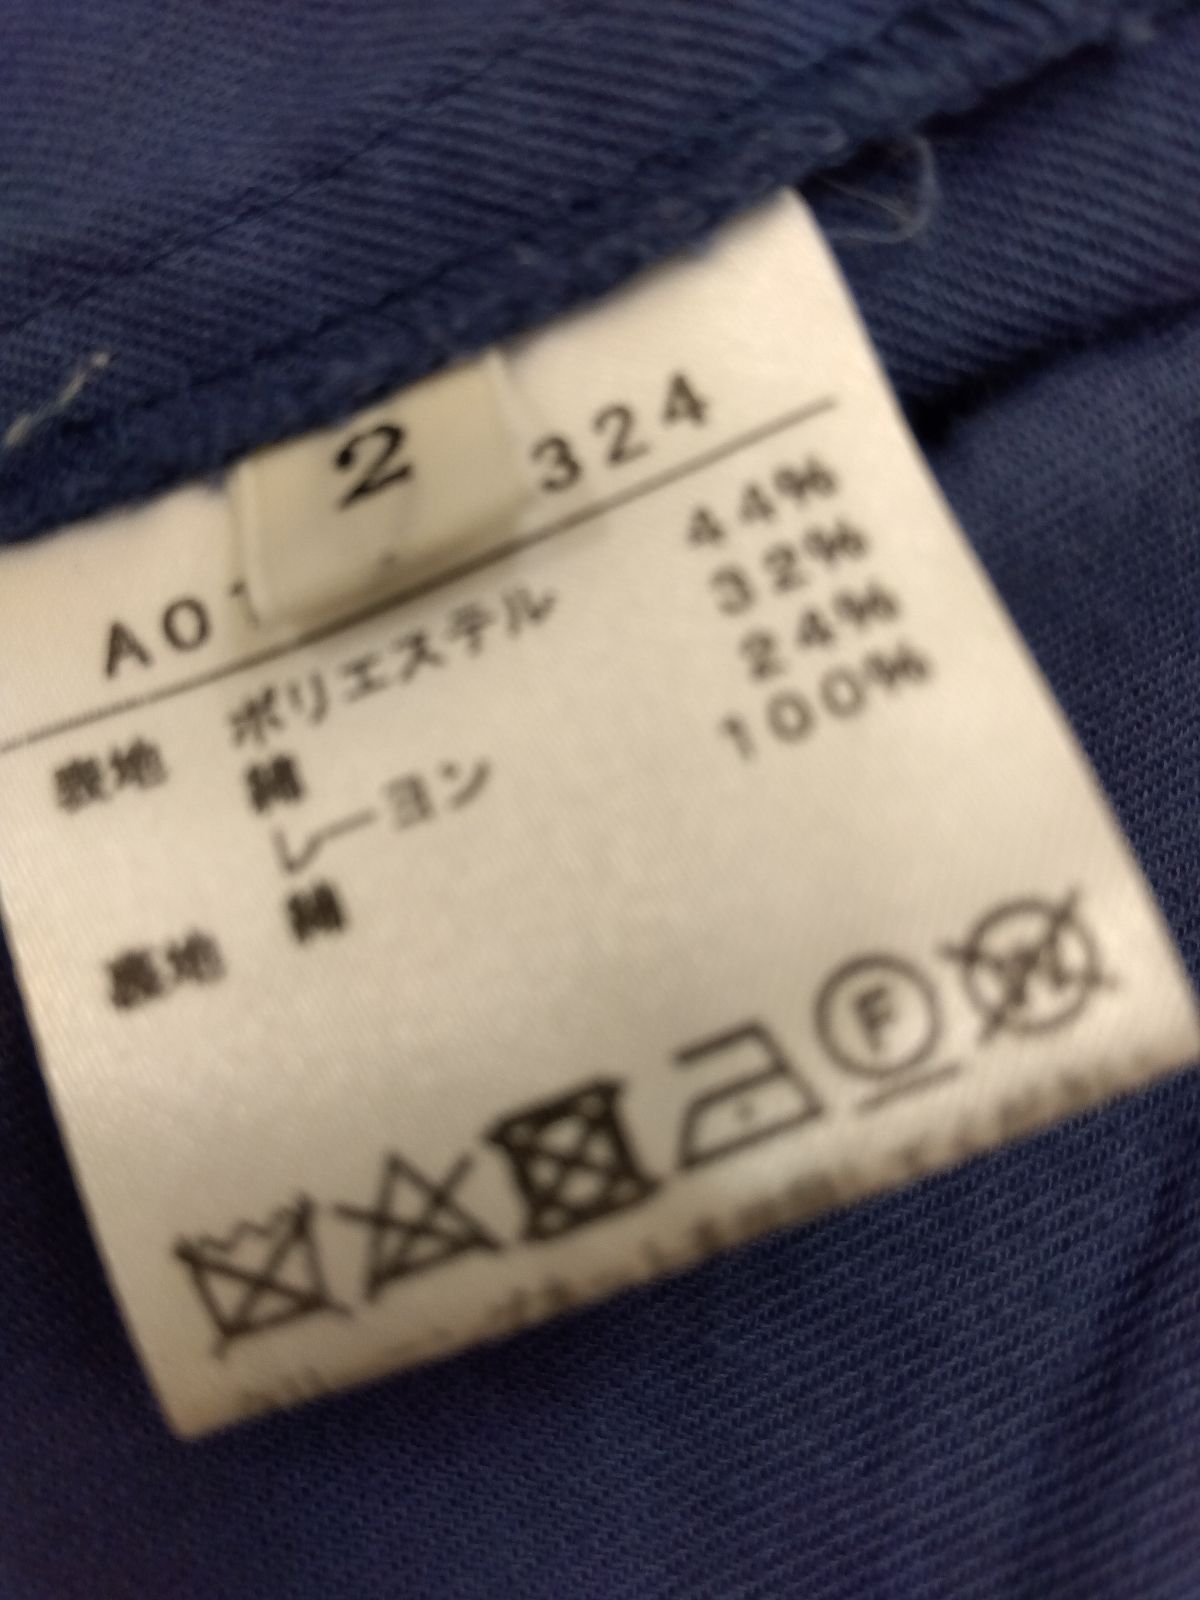 2
A01 324
表地 ポリエステル 44%
綿 32%
レーヨン 24%
表地 綿 100%
F